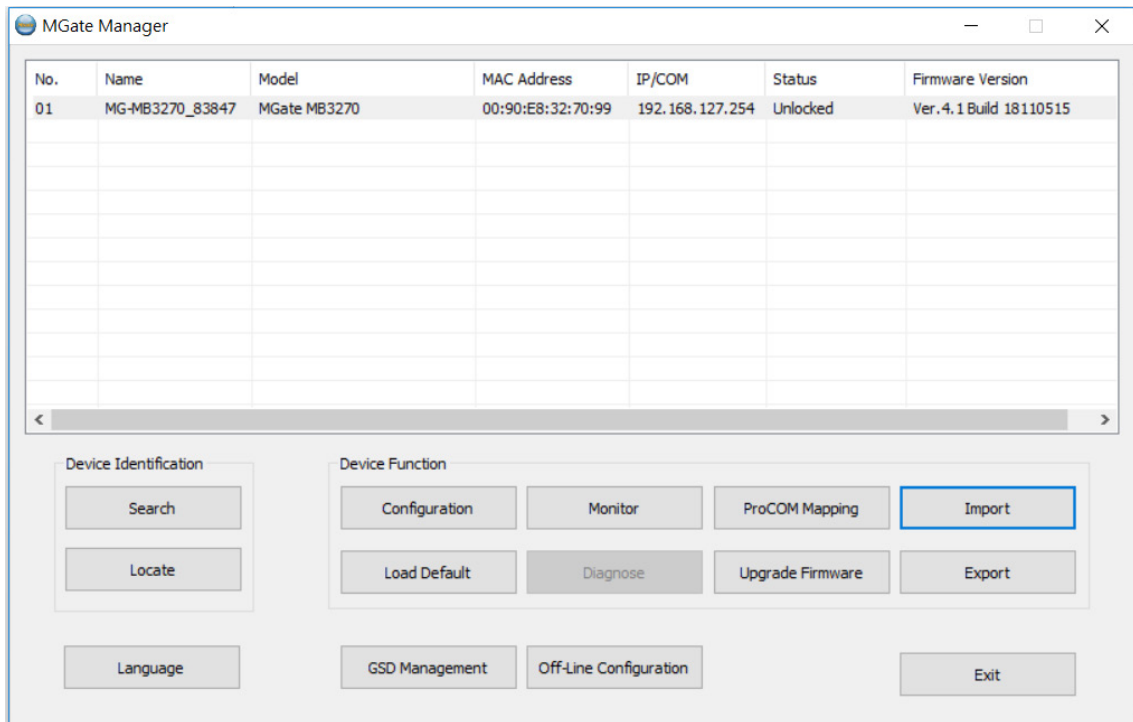 MGate Manager
No. Name Model MAC Address IP/COM Status Firmware Version
01 MG-MB3270_83847 MGate MB3270 00:90:E8:32:70:99 192.168.127.254 Unlocked Ver.4.1 Build 18110515
Device Identification
Search
Locate
Device Function
Configuration Monitor ProCOM Mapping Import
Load Default Diagnose Upgrade Firmware Export
Language GSD Management Off-Line Configuration Exit